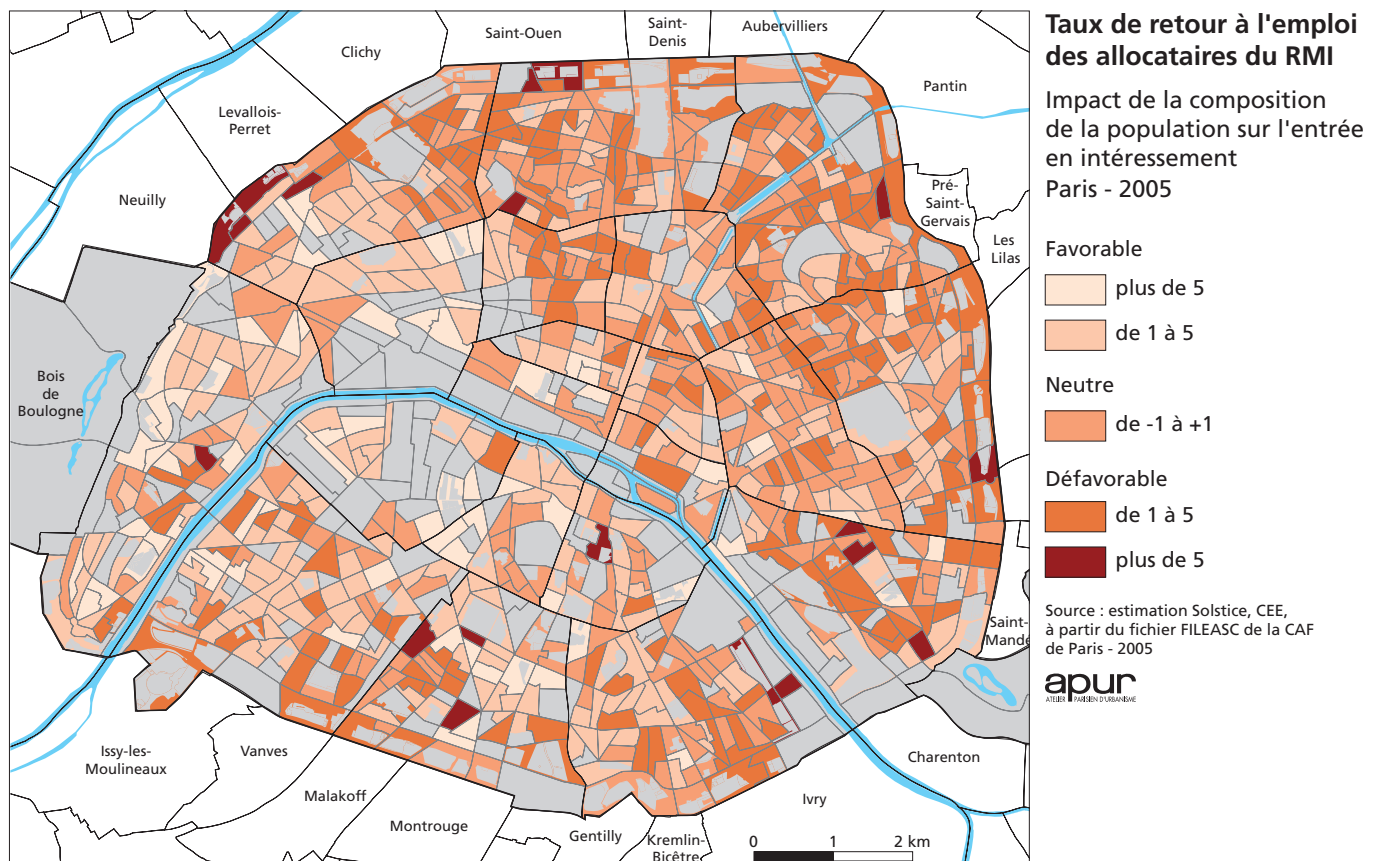 Taux de retour à l'emploi
des allocataires du RMI
Impact de la composition
de la population sur l'entrée
en intéressement
Paris - 2005
Favorable
plus de 5
de 1 à 5
Neutre
de -1 à +1
Défavorable
de 1 à 5
plus de 5
Source : estimation Solstice, CEE,
à partir du fichier FILEASC de la CAF
de Paris - 2005
apur
ATELIER PARISIEN D'URBANISME
Clichy
Saint-Ouen
Saint-
Denis
Aubervilliers
Pantin
Levallois-
Perret
Neuilly
Pré-
Saint-
Gervais
Les
Lilas
Bois
de
Boulogne
Saint-
Mandé
Issy-les-
Moulineaux
Vanves
Malakoff
Montrouge
Gentilly
Kremlin-
Bicêtre
Ivry
Charenton
0 1 2 km